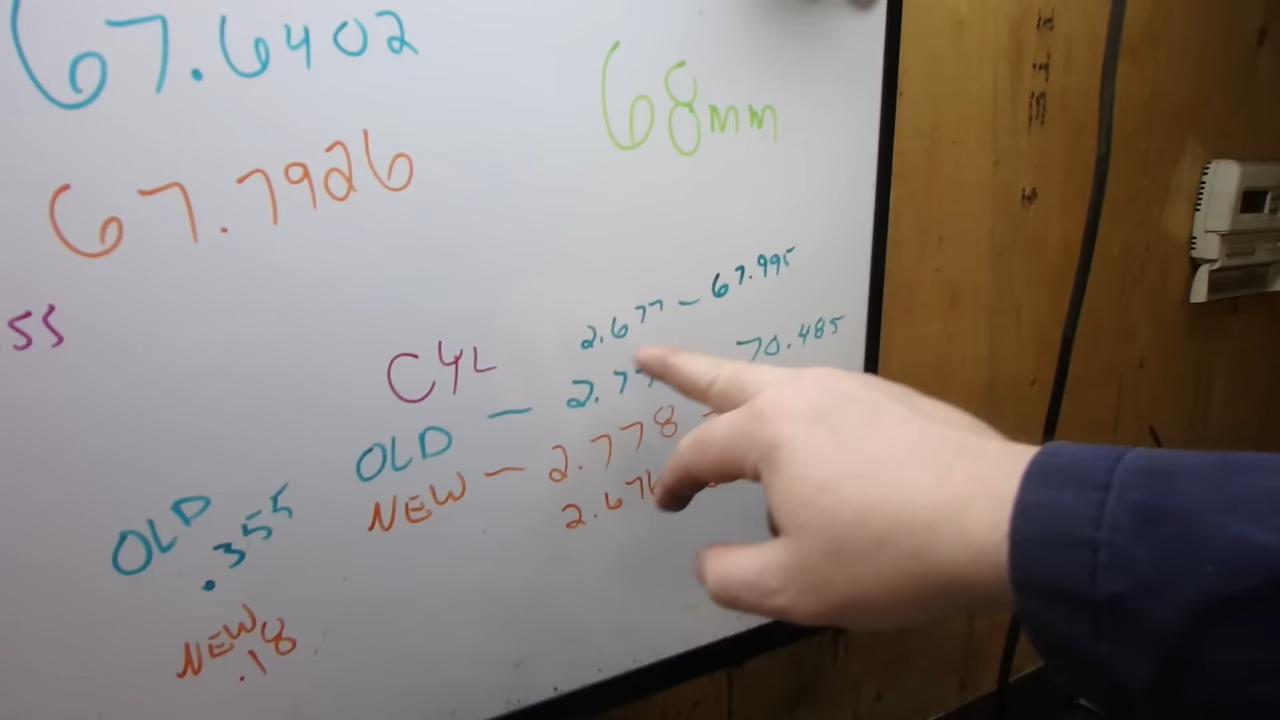 67.6402
68mm
67.7926
55
2.677 - 67.995
CYL
70.485
OLD - 2.77
NEW - 2.778 -
2.676
OLD
.355
NEW
.18